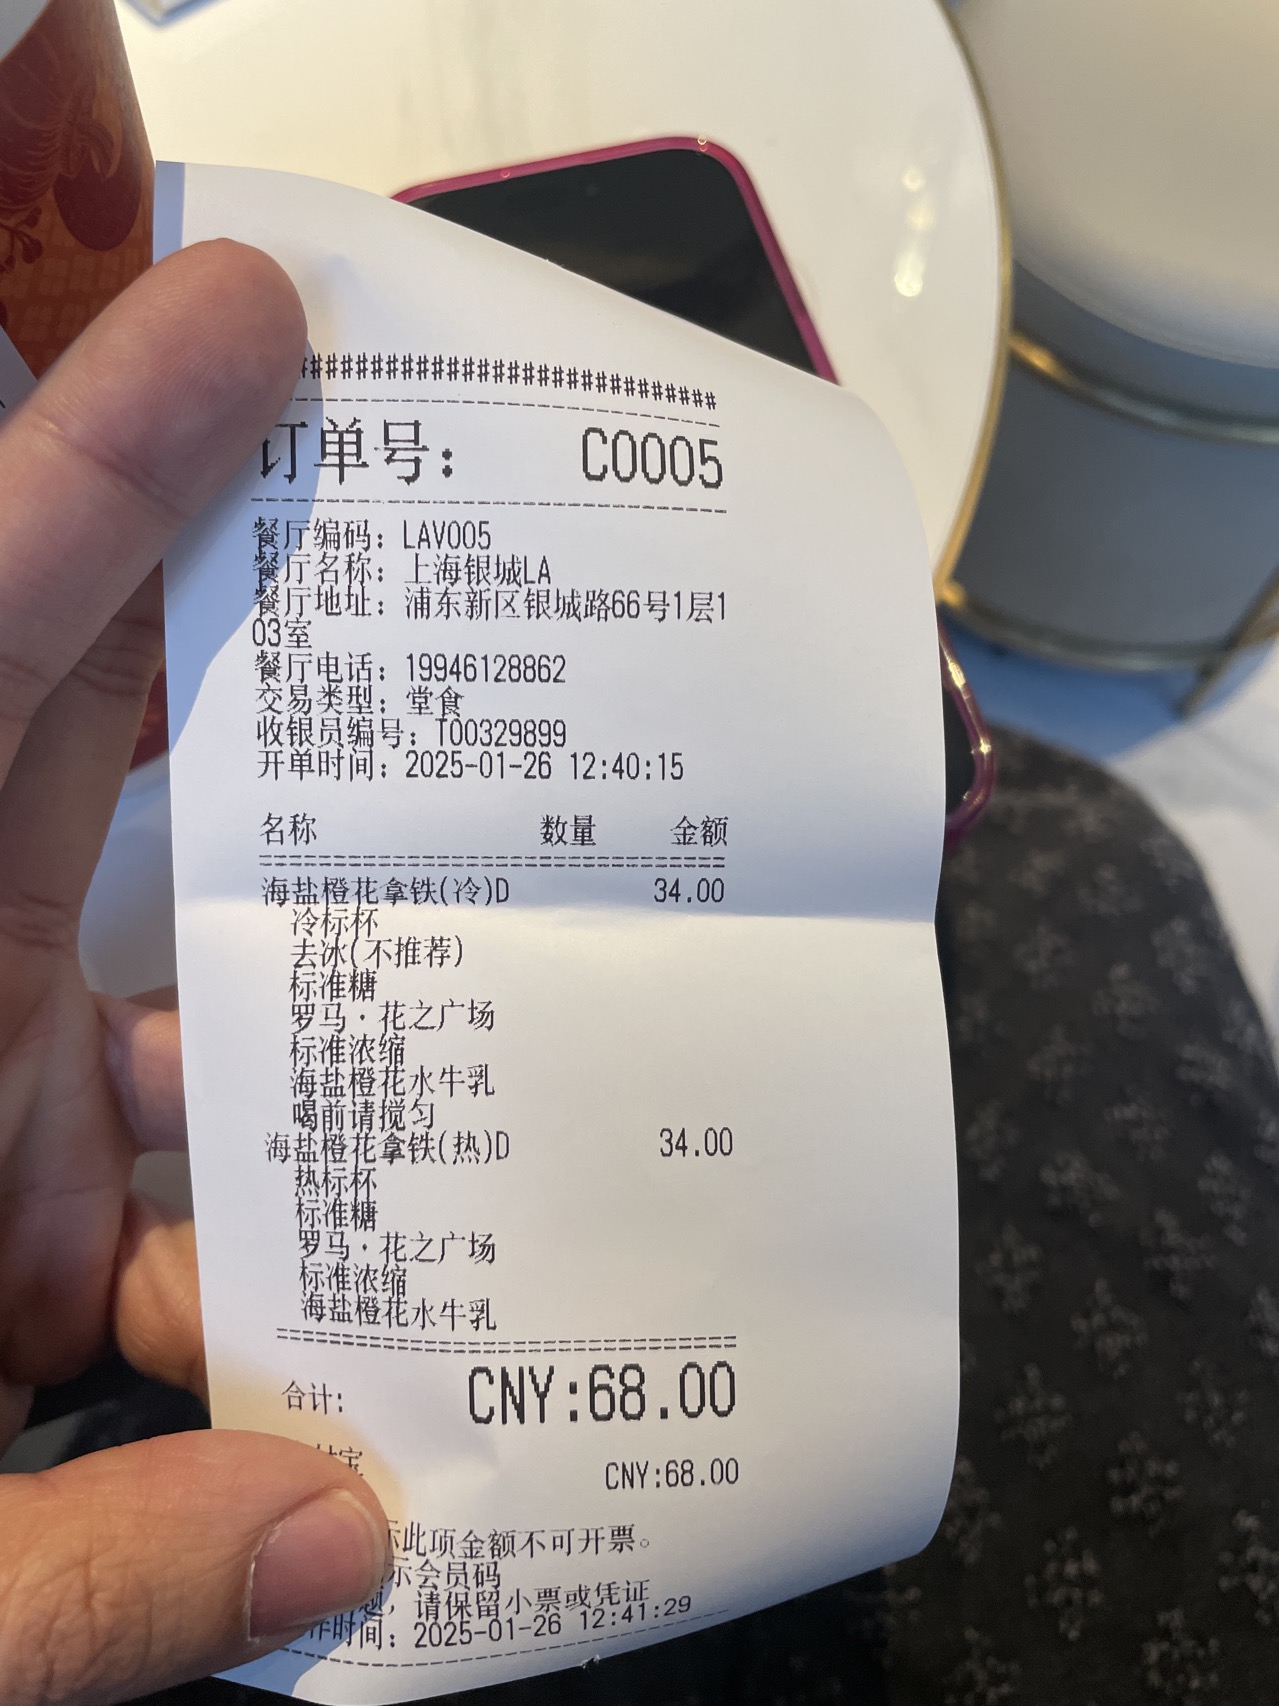 ##############################
订单号： C0005
餐厅编码：LAV005
餐厅名称：上海银城LA
餐厅地址：浦东新区银城路66号1层1
03室
餐厅电话：19946128862
交易类型：堂食
收银员编号：T00329899
开单时间：2025-01-26 12:40:15
名称 数量 金额
海盐橙花拿铁(冷)D 34.00
冷标杯
去冰(不推荐)
标准糖
罗马·花之广场
标准浓缩
海盐橙花水牛乳
喝前请搅匀
海盐橙花拿铁(热)D 34.00
热标杯
标准糖
罗马·花之广场
标准浓缩
海盐橙花水牛乳
合计： CNY:68.00
付宝 CNY:68.00
示此项金额不可开票。
示会员码
题，请保留小票或凭证
作时间：2025-01-26 12:41:29